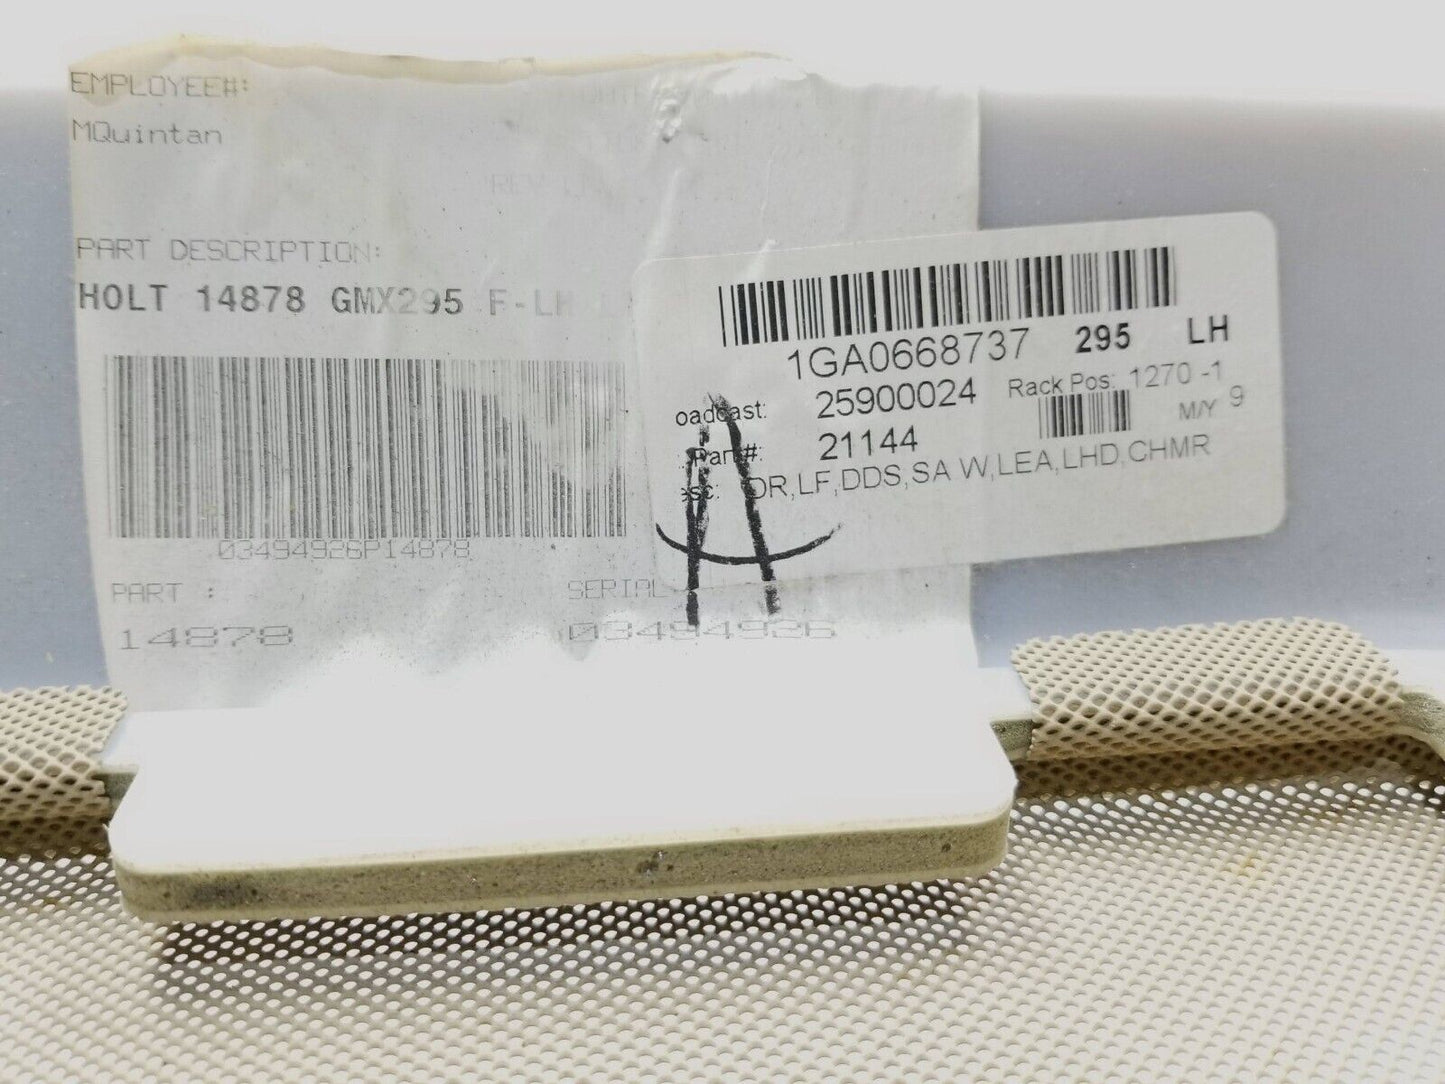 EMPLOYEE#:
MQuintan
REV
PART DESCRIPTION:
HOLT 14878 GMX295 F-LH
03494926P14878
PART :
14878
SERIAL
03494926
1GA0668737 295 LH
oadcast: 25900024 Rack Pos: 1270 -1
Part#: 21144 M/Y 9
esc: DR,LF,DDS,SA W,LEA,LHD,CHMR